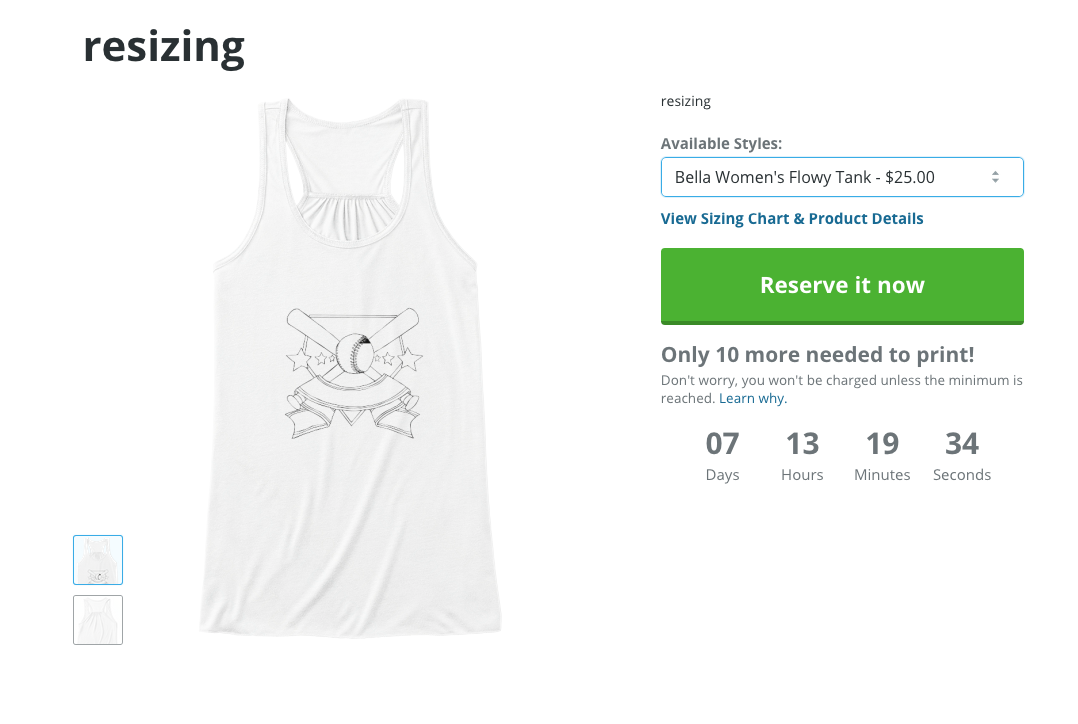 resizing
resizing
Available Styles:
Bella Women's Flowy Tank - $25.00
View Sizing Chart & Product Details
Reserve it now
Only 10 more needed to print!
Don't worry, you won't be charged unless the minimum is
reached. Learn why.
07 13 19 34
Days Hours Minutes Seconds